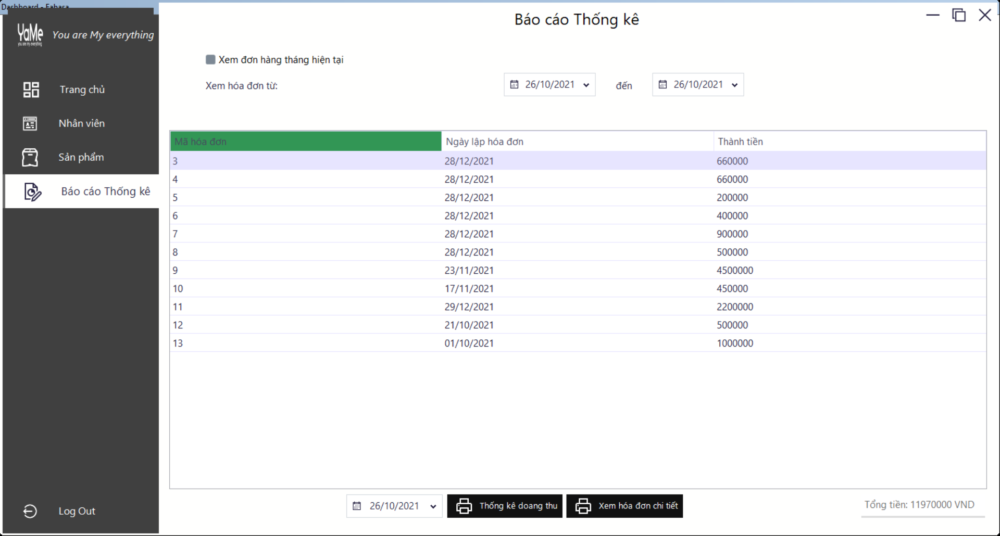 Dashboard - Fahasa
YaMe
you are my everything
You are My everything
Trang chủ
Nhân viên
Sản phẩm
Báo cáo Thống kê
Log Out
Báo cáo Thống kê
Xem đơn hàng tháng hiện tại
Xem hóa đơn từ:
26/10/2021 đến 26/10/2021
Mã hóa đơn Ngày lập hóa đơn Thành tiền
3 28/12/2021 660000
4 28/12/2021 660000
5 28/12/2021 200000
6 28/12/2021 400000
7 28/12/2021 900000
8 28/12/2021 500000
9 23/11/2021 4500000
10 17/11/2021 450000
11 29/12/2021 2200000
12 21/10/2021 500000
13 01/10/2021 1000000
26/10/2021 Thống kê doang thu Xem hóa đơn chi tiết
Tổng tiền: 11970000 VND